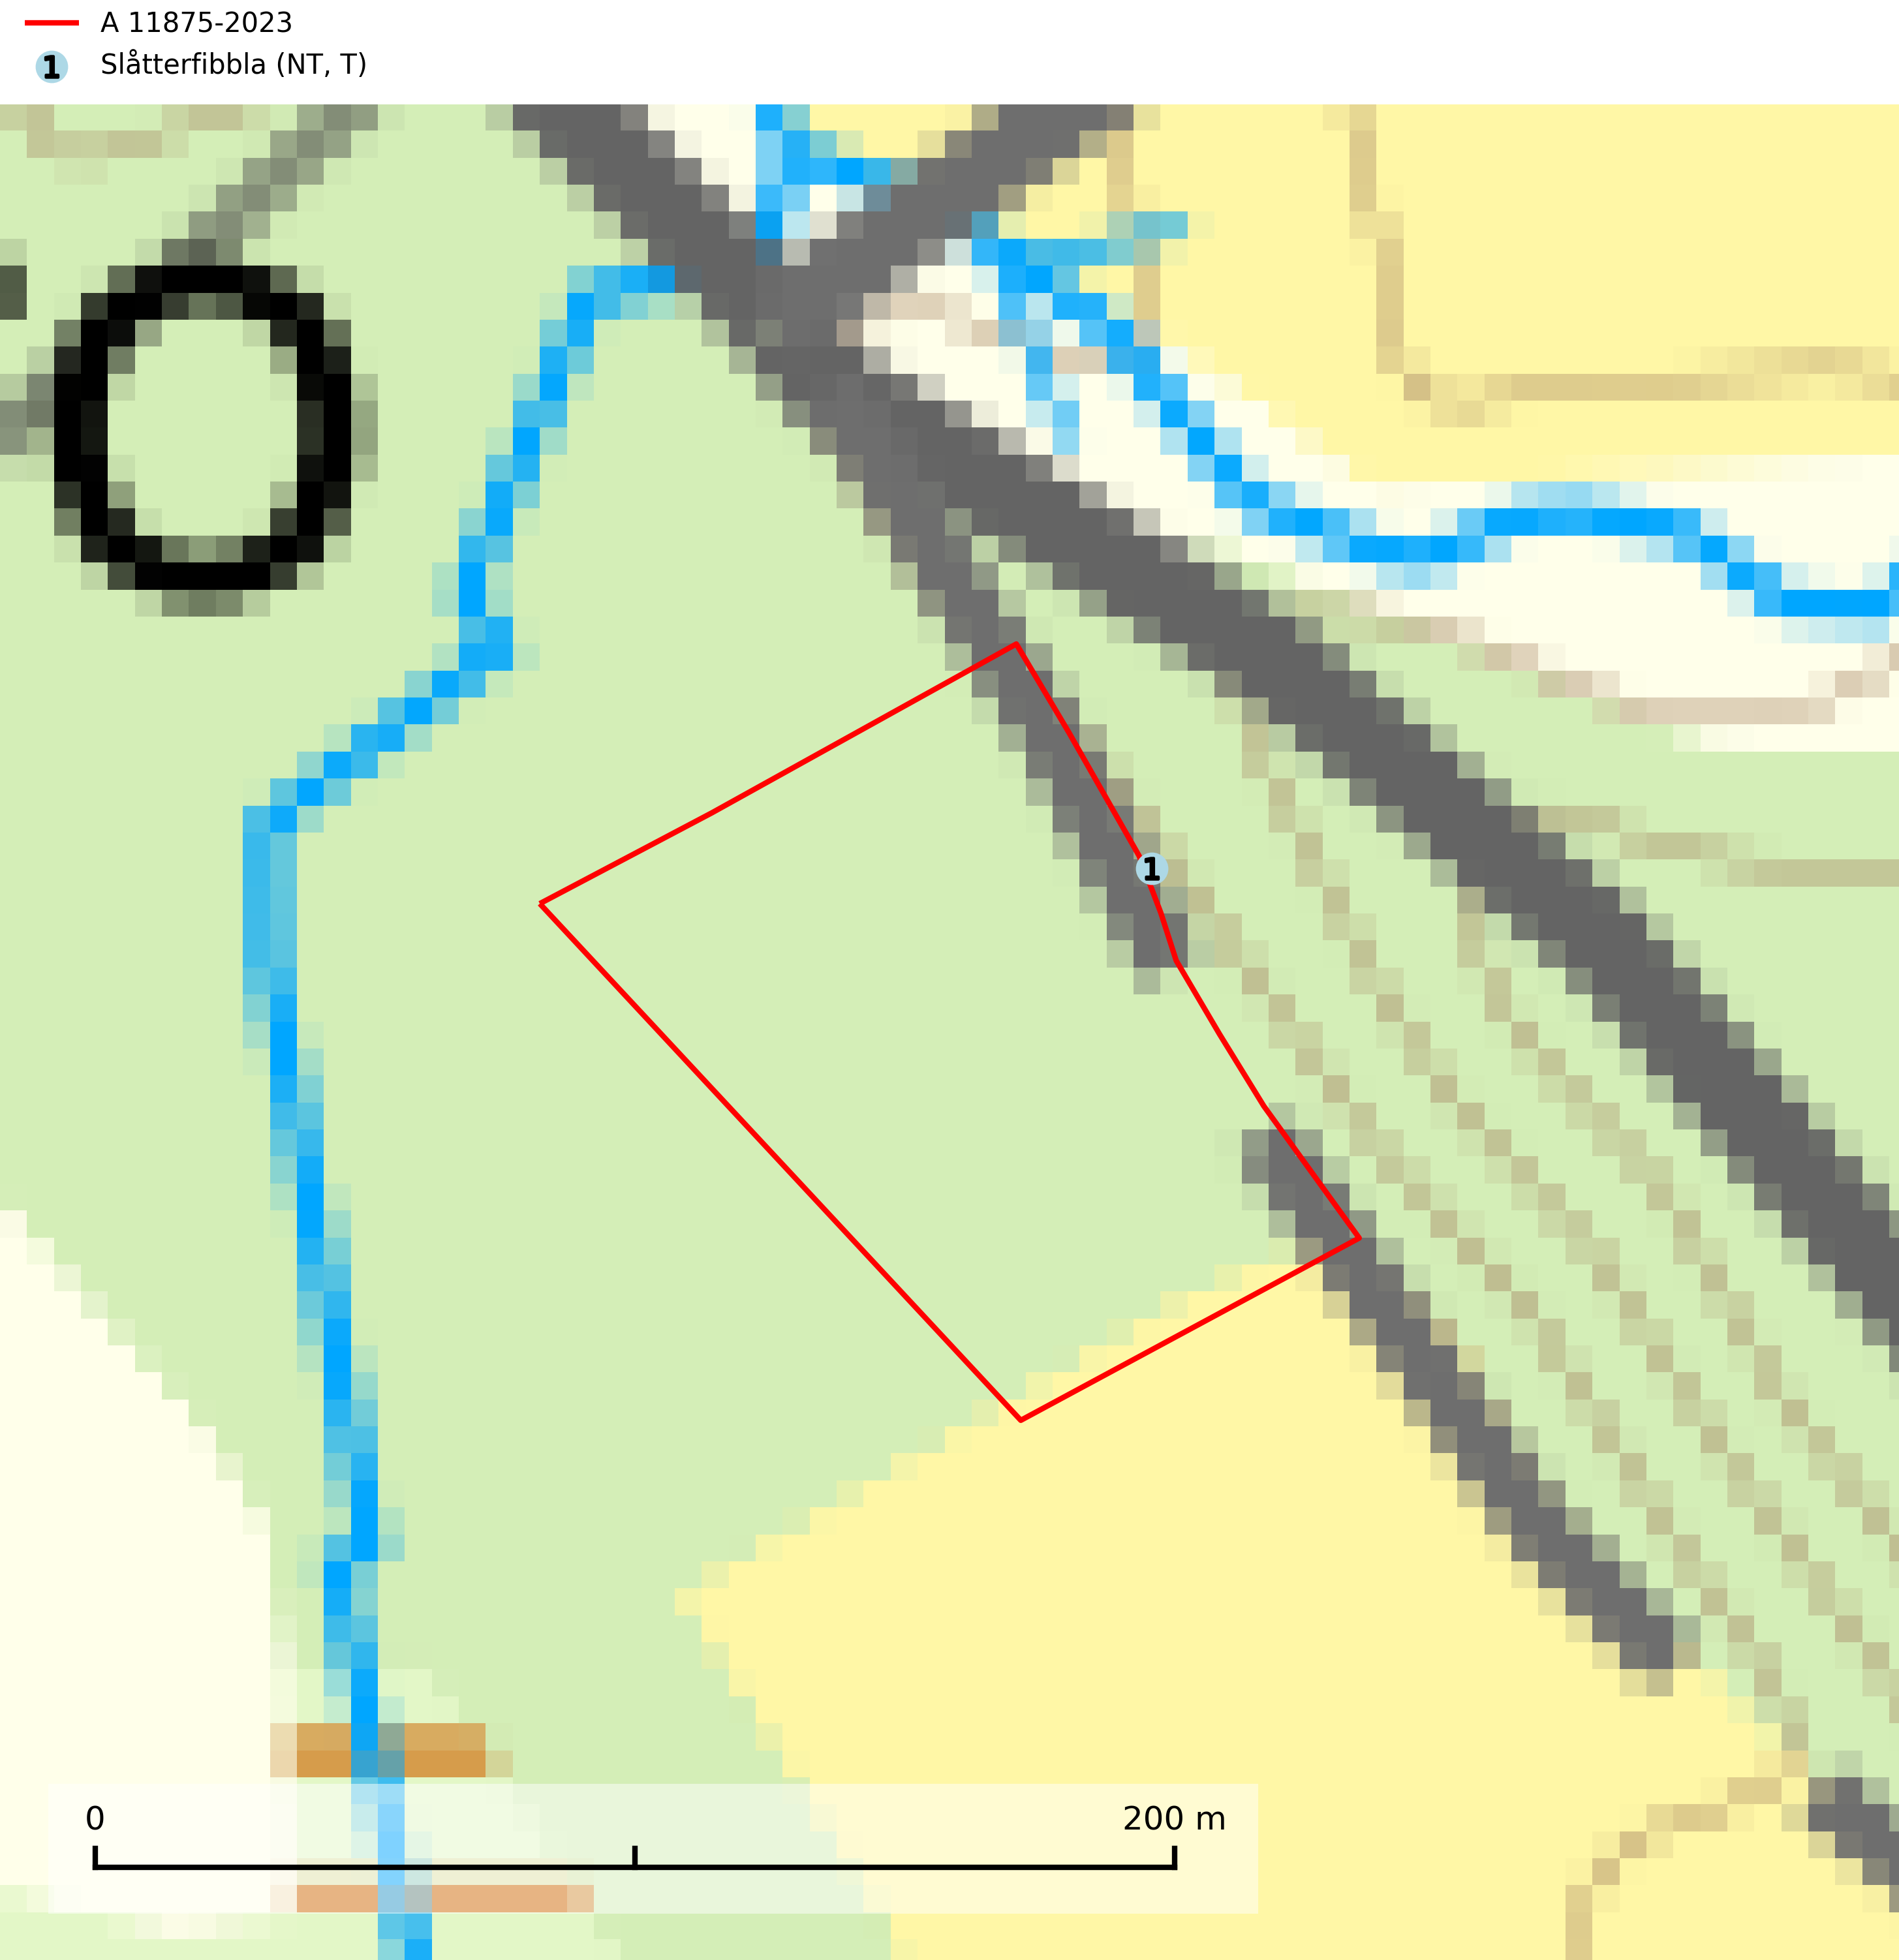 A 11875-2023
1 Slåtterfibbla (NT, T)
1
0 200 m